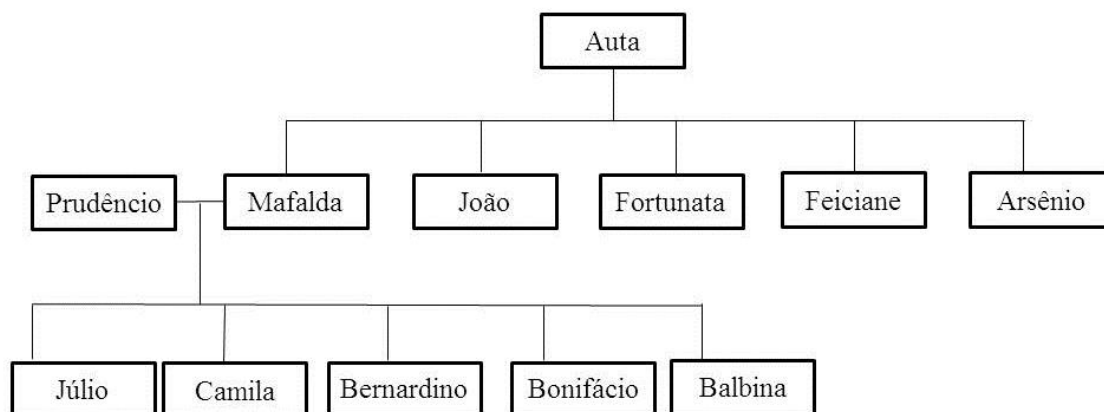 Auta
Prudêncio Mafalda João Fortunata Feiciane Arsênio
Júlio Camila Bernardino Bonifácio Balbina